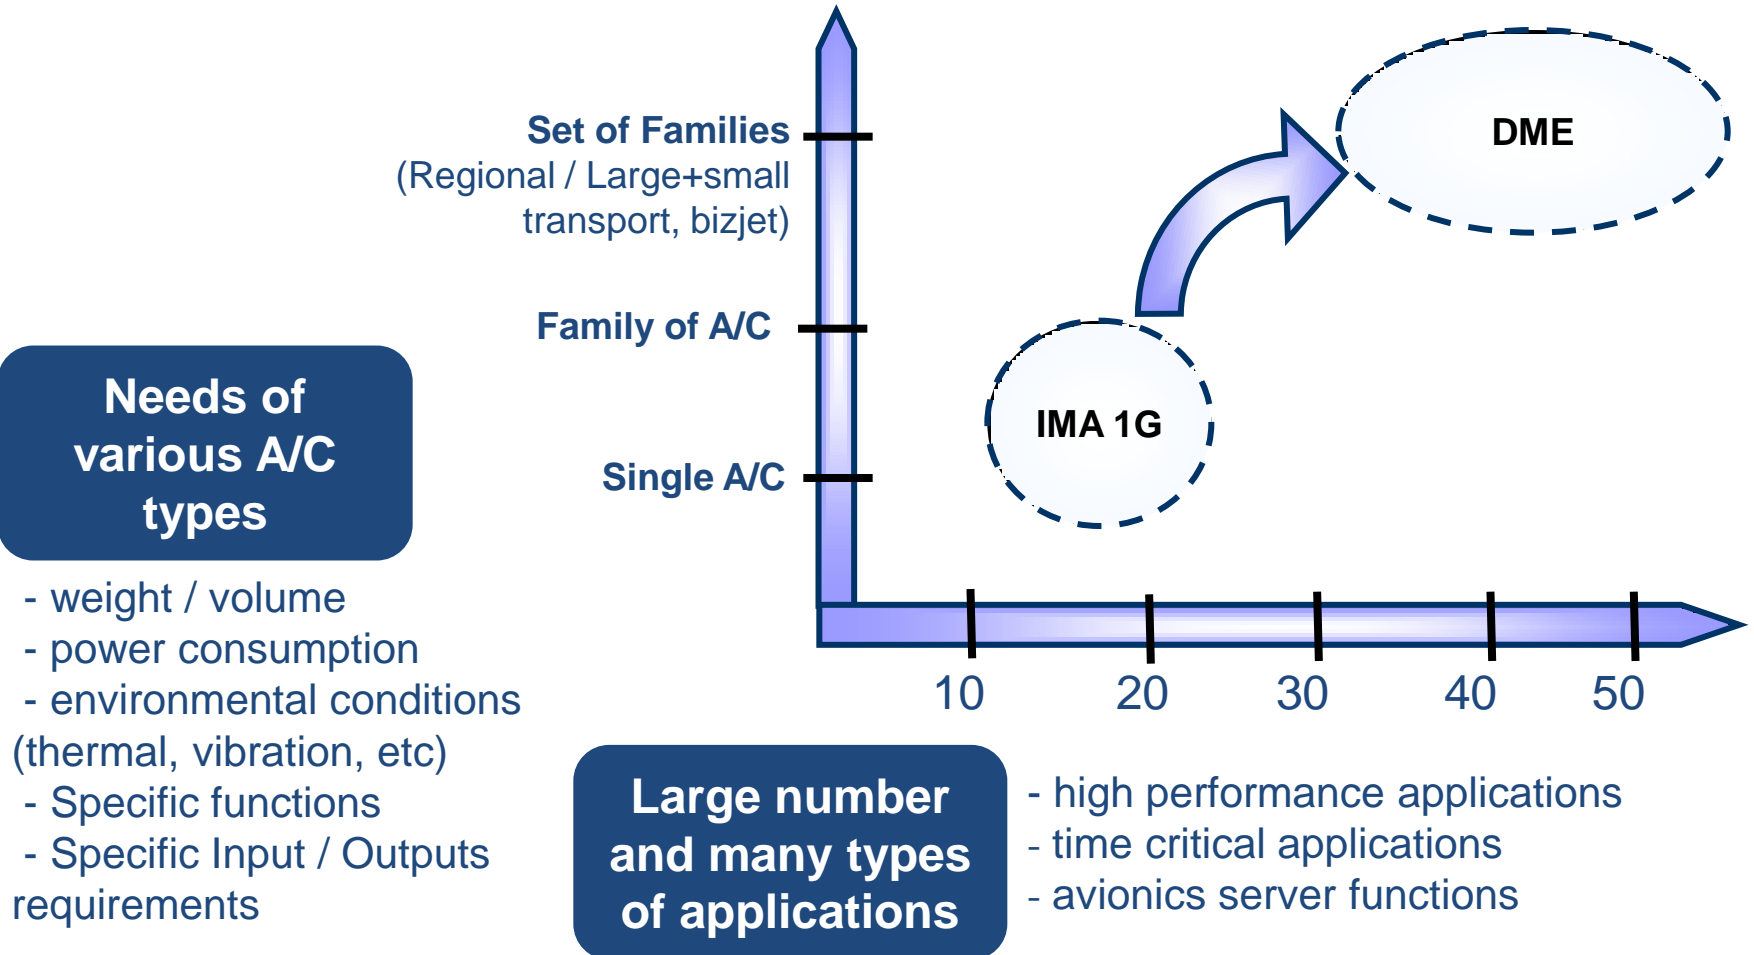 Set of Families
(Regional / Large+small
transport, bizjet)
DME
Family of A/C
IMA 1G
Single A/C
Needs of
various A/C
types
- weight / volume
- power consumption
- environmental conditions
(thermal, vibration, etc)
- Specific functions
- Specific Input / Outputs
requirements
10 20 30 40 50
Large number
and many types
of applications
- high performance applications
- time critical applications
- avionics server functions